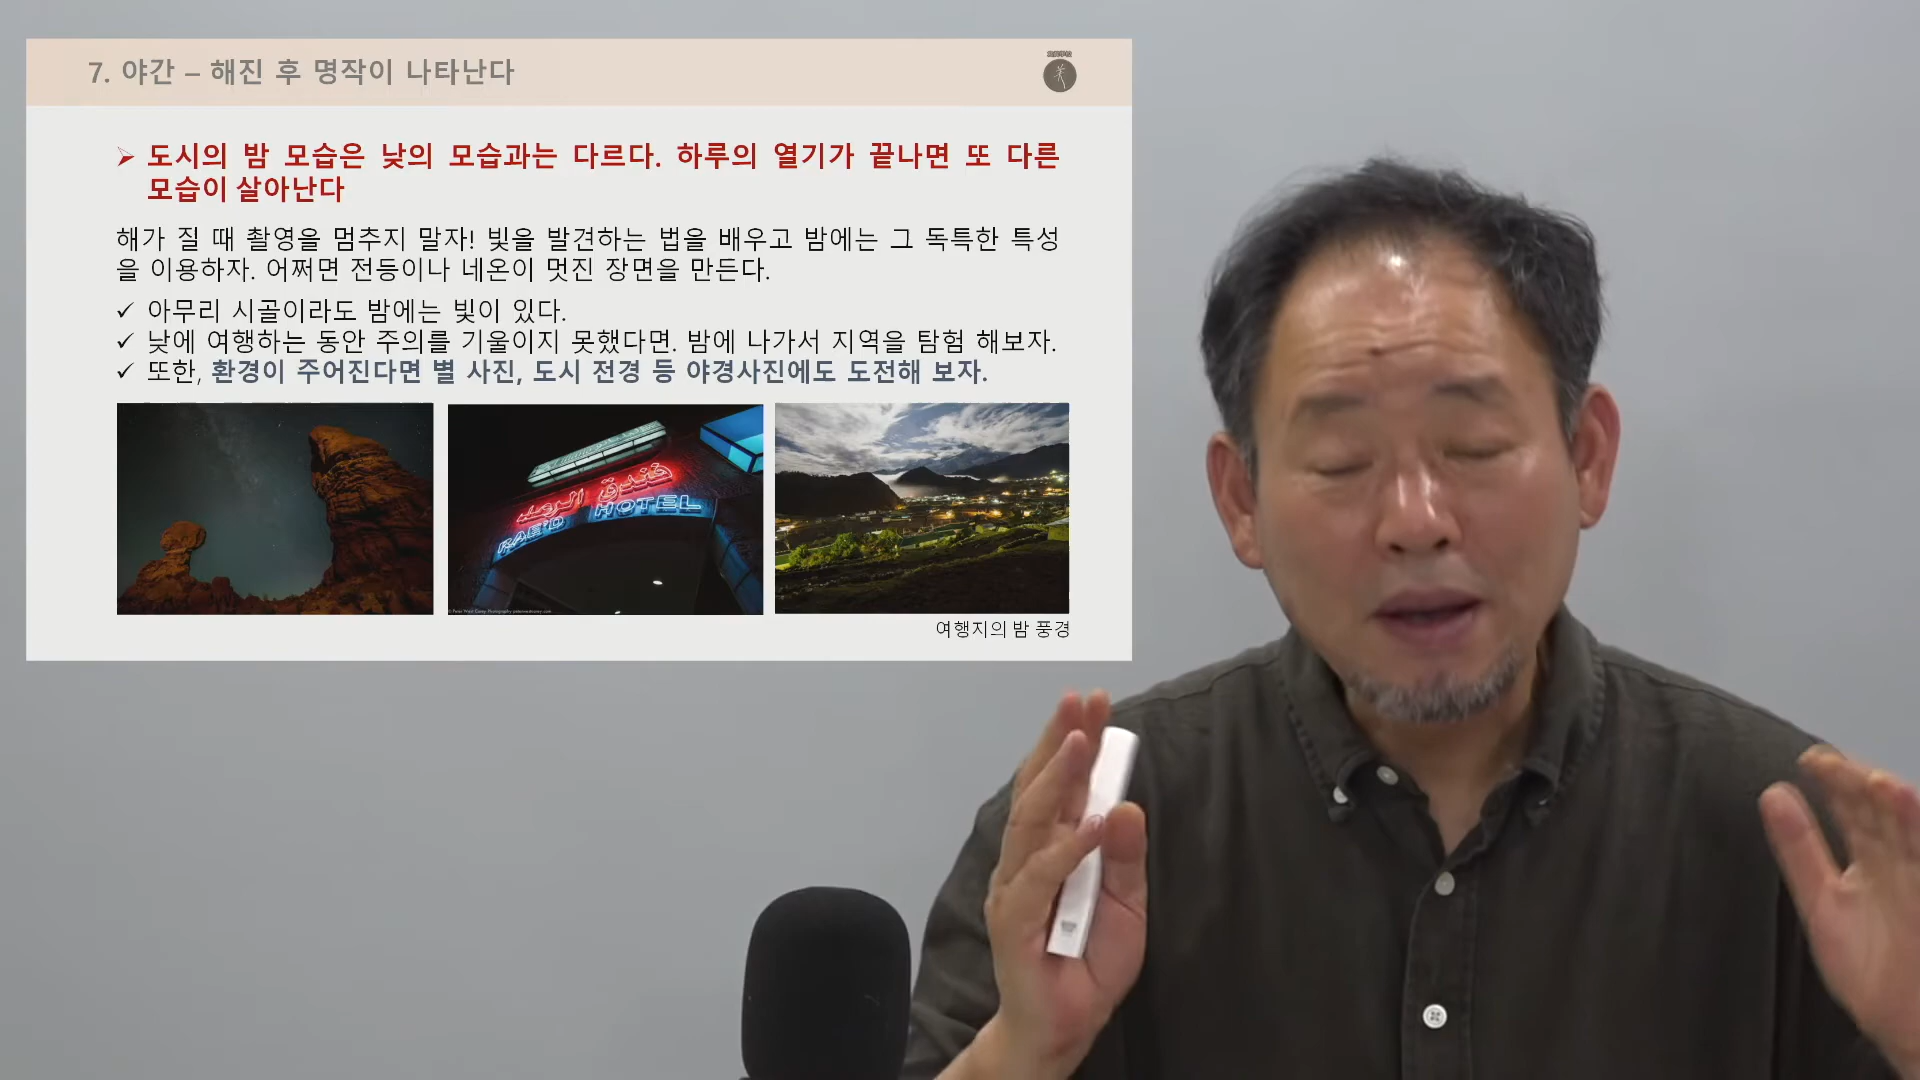 7. 야간 – 해진 후 명작이 나타난다
도시의 밤 모습은 낮의 모습과는 다르다. 하루의 열기가 끝나면 또 다른
모습이 살아난다
해가 질 때 촬영을 멈추지 말자! 빛을 발견하는 법을 배우고 밤에는 그 독특한 특성
을 이용하자. 어쩌면 전등이나 네온이 멋진 장면을 만든다.
✓ 아무리 시골이라도 밤에는 빛이 있다.
✓ 낮에 여행하는 동안 주의를 기울이지 못했다면. 밤에 나가서 지역을 탐험 해보자.
✓ 또한, 환경이 주어진다면 별 사진, 도시 전경 등 야경사진에도 도전해 보자.
فندق الرعد
RAE'D HOTEL
여행지의 밤 풍경